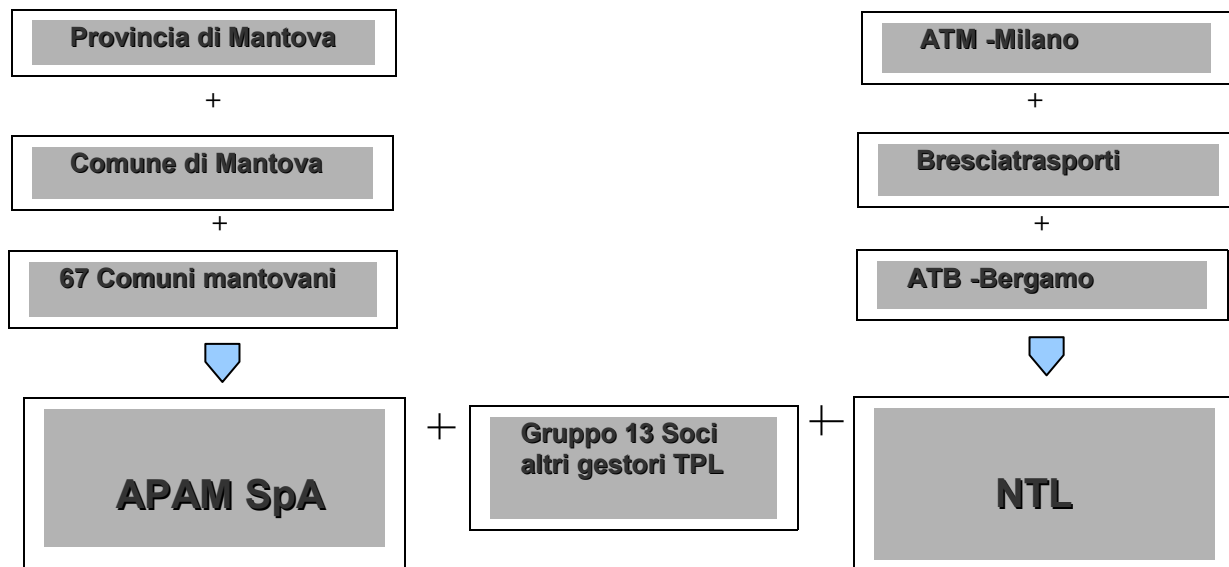 Provincia di Mantova
+
Comune di Mantova
+
67 Comuni mantovani
APAM SpA
+
Gruppo 13 Soci
altri gestori TPL
+
ATM -Milano
+
Bresciatrasporti
+
ATB -Bergamo
NTL